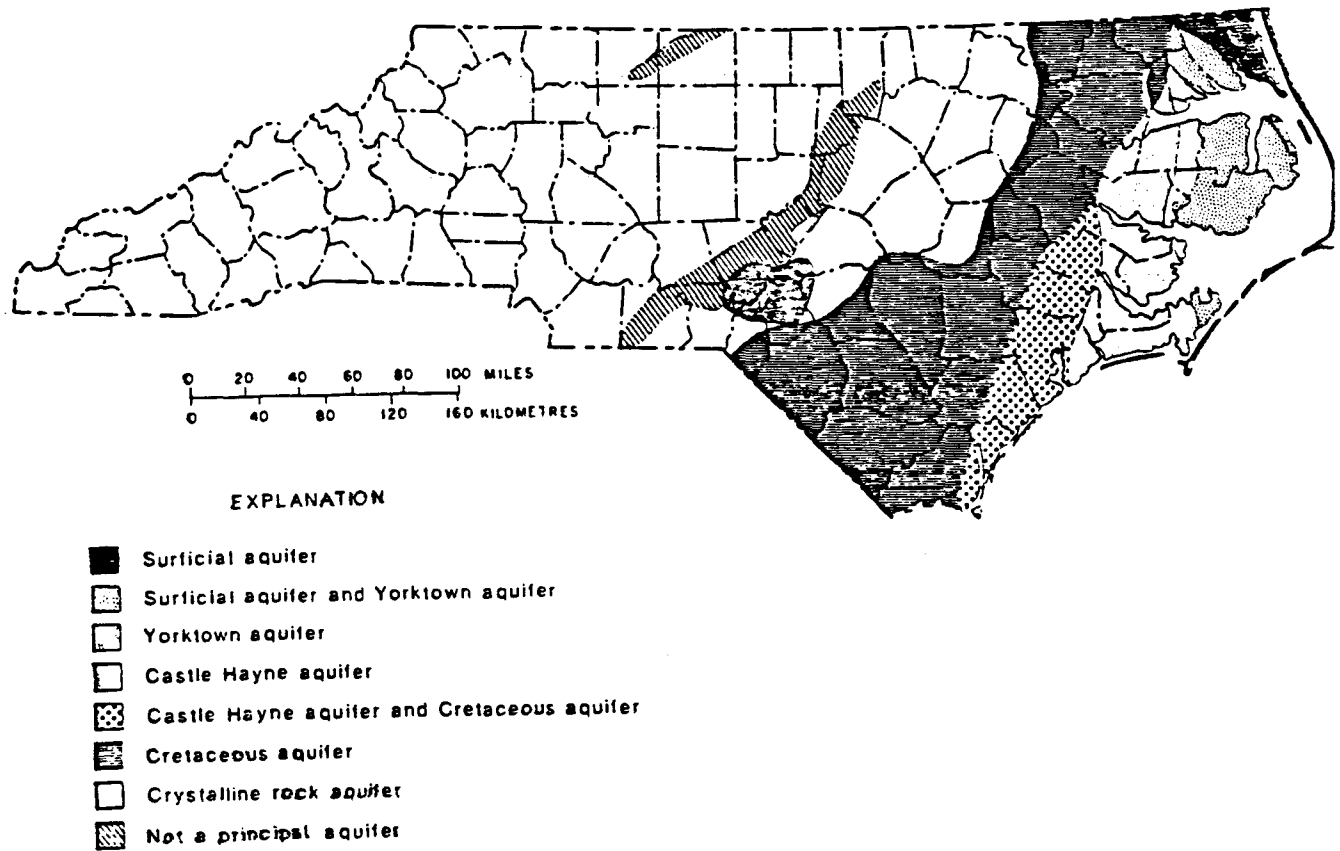 0 20 40 60 80 100 MILES
0 40 80 120 160 KILOMETRES
EXPLANATION
Surficial aquifer
Surficial aquifer and Yorktown aquifer
Yorktown aquifer
Castle Hayne aquifer
Castle Hayne aquifer and Cretaceous aquifer
Cretaceous aquifer
Crystalline rock aquifer
Not a principal aquifer